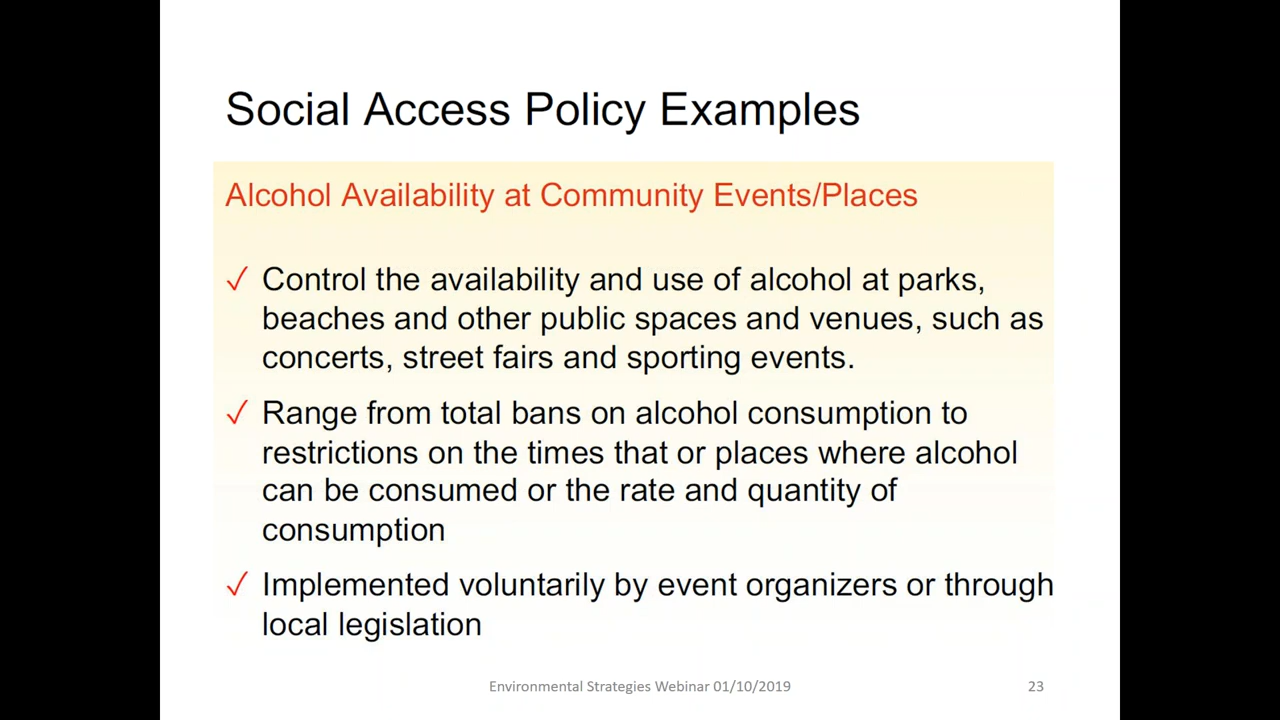 Social Access Policy Examples
Alcohol Availability at Community Events/Places
✓ Control the availability and use of alcohol at parks,
beaches and other public spaces and venues, such as
concerts, street fairs and sporting events.
✓ Range from total bans on alcohol consumption to
restrictions on the times that or places where alcohol
can be consumed or the rate and quantity of
consumption
✓ Implemented voluntarily by event organizers or through
local legislation
Environmental Strategies Webinar 01/10/2019
23